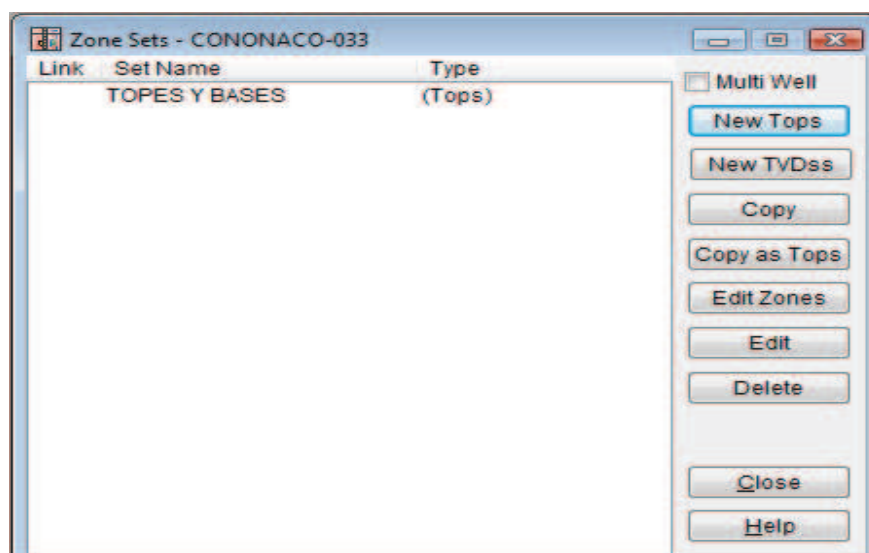 Zone Sets - CONONACO-033
Link Set Name Type
TOPES Y BASES (Tops)
Multi Well
New Tops
New TVDss
Copy
Copy as Tops
Edit Zones
Edit
Delete
Close
Help